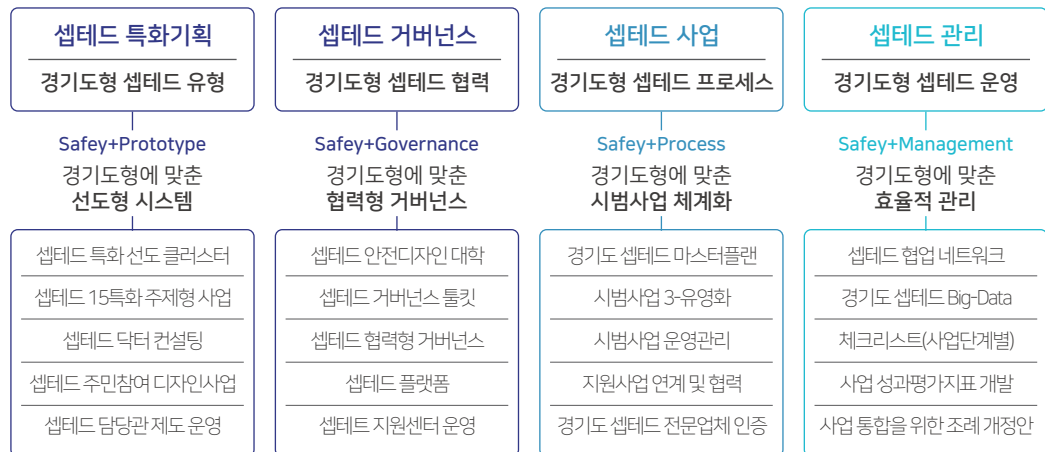 셉테드 특화기획
경기도형 셉테드 유형
Safey+Prototype
경기도형에 맞춘
선도형 시스템
셉테드 특화 선도 클러스터
셉테드 15특화 주제형 사업
셉테드 닥터 컨설팅
셉테드 주민참여 디자인사업
셉테드 담당관 제도 운영
셉테드 거버넌스
경기도형 셉테드 협력
Safey+Governance
경기도형에 맞춘
협력형 거버넌스
셉테드 안전디자인 대학
셉테드 거버넌스 툴킷
셉테드 협력형 거버넌스
셉테드 플랫폼
셉테트 지원센터 운영
셉테드 사업
경기도형 셉테드 프로세스
Safey+Process
경기도형에 맞춘
시범사업 체계화
경기도 셉테드 마스터플랜
시범사업 3-유영화
시범사업 운영관리
지원사업 연계 및 협력
경기도 셉테드 전문업체 인증
셉테드 관리
경기도형 셉테드 운영
Safey+Management
경기도형에 맞춘
효율적 관리
셉테드 협업 네트워크
경기도 셉테드 Big-Data
체크리스트(사업단계별)
사업 성과평가지표 개발
사업 통합을 위한 조례 개정안